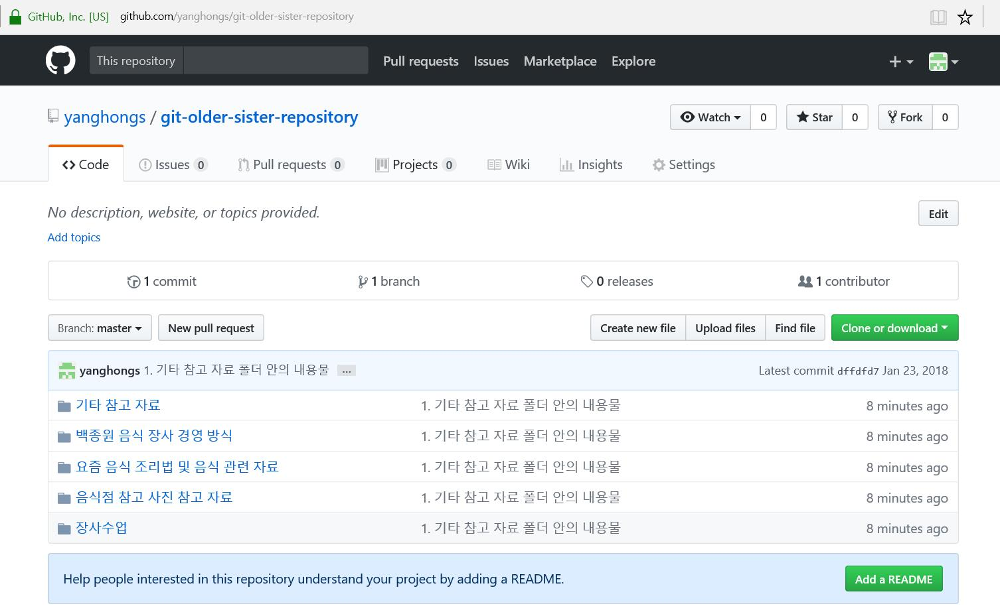 GitHub, Inc. [US] github.com/yanghongs/git-older-sister-repository
This repository Pull requests Issues Marketplace Explore
yanghongs / git-older-sister-repository Watch 0 Star 0 Fork 0
Code Issues 0 Pull requests 0 Projects 0 Wiki Insights Settings
No description, website, or topics provided. Edit
Add topics
1 commit 1 branch 0 releases 1 contributor
Branch: master New pull request Create new file Upload files Find file Clone or download
yanghongs 1. 기타 참고 자료 폴더 안의 내용물 ... Latest commit dffdfd7 Jan 23, 2018
기타 참고 자료 1. 기타 참고 자료 폴더 안의 내용물 8 minutes ago
백종원 음식 장사 경영 방식 1. 기타 참고 자료 폴더 안의 내용물 8 minutes ago
요즘 음식 조리법 및 음식 관련 자료 1. 기타 참고 자료 폴더 안의 내용물 8 minutes ago
음식점 참고 사진 참고 자료 1. 기타 참고 자료 폴더 안의 내용물 8 minutes ago
장사수업 1. 기타 참고 자료 폴더 안의 내용물 8 minutes ago
Help people interested in this repository understand your project by adding a README. Add a README